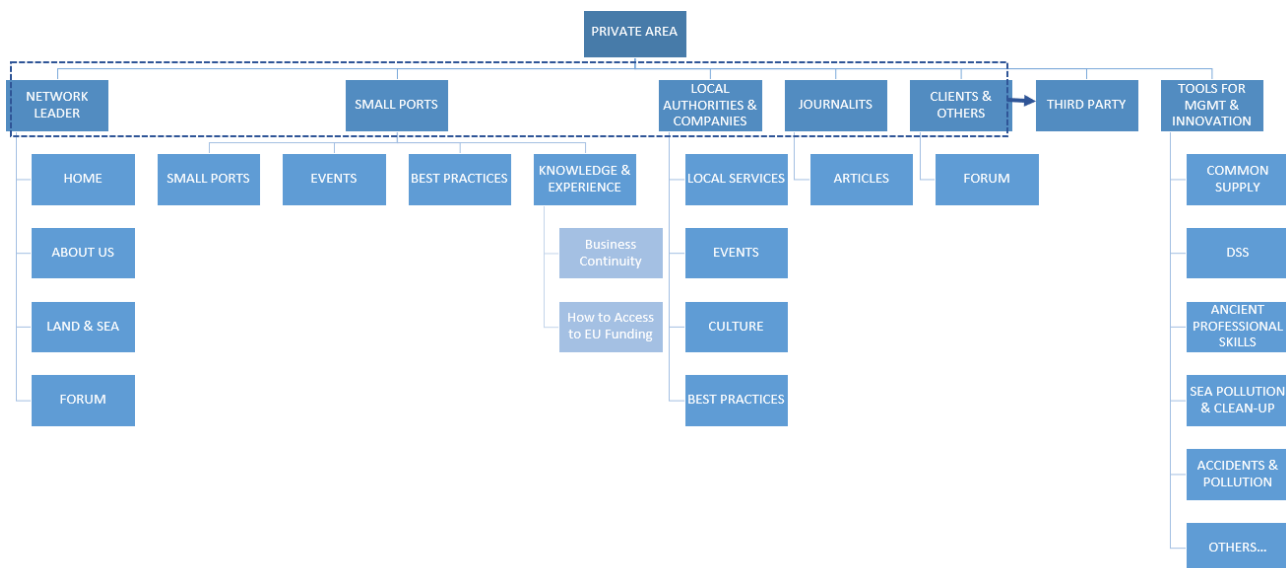 PRIVATE AREA
NETWORK
LEADER
SMALL PORTS
LOCAL
AUTHORITIES &
COMPANIES
JOURNALITS
CLIENTS &
OTHERS
THIRD PARTY
TOOLS FOR
MGMT &
INNOVATION
HOME
SMALL PORTS
EVENTS
BEST PRACTICES
KNOWLEDGE &
EXPERIENCE
LOCAL SERVICES
ARTICLES
FORUM
COMMON
SUPPLY
ABOUT US
Business
Continuity
EVENTS
DSS
LAND & SEA
How to Access
to EU Funding
CULTURE
ANCIENT
PROFESSIONAL
SKILLS
FORUM
BEST PRACTICES
SEA POLLUTION
& CLEAN-UP
ACCIDENTS &
POLLUTION
OTHERS...